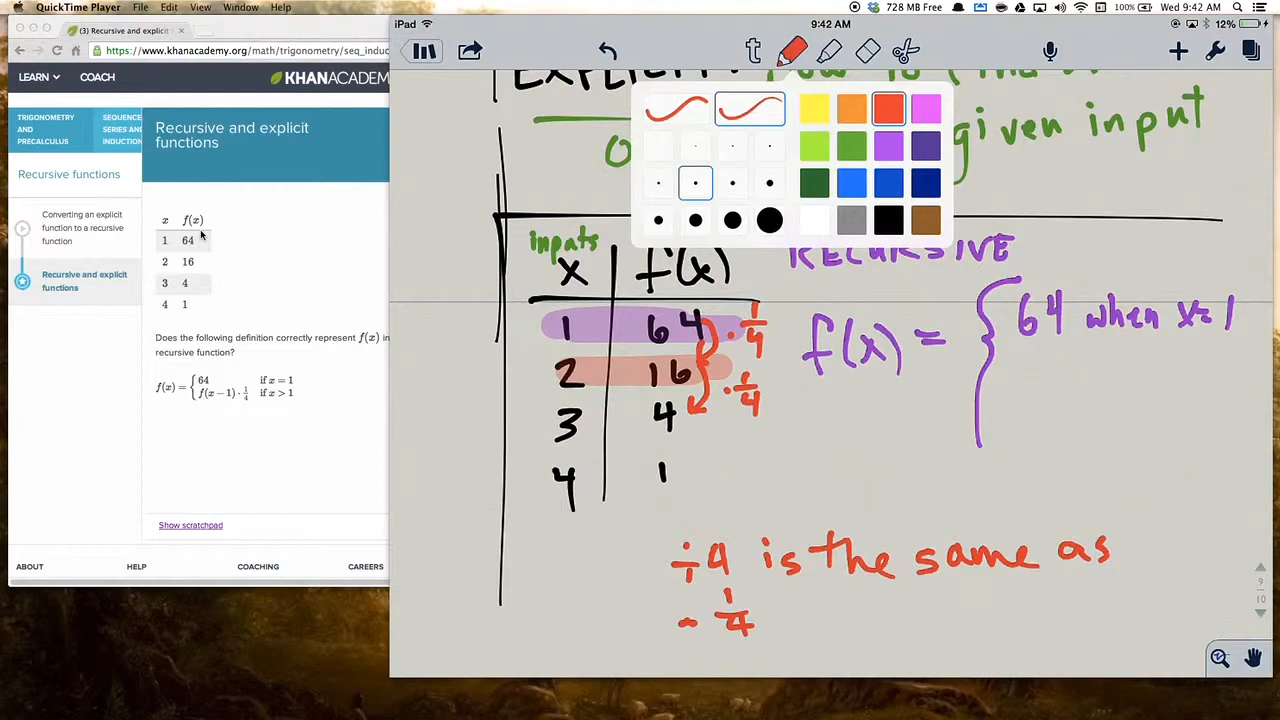 QuickTime Player File Edit View Window Help
728 MB Free 100% Wed 9:42 AM
(3) Recursive and explicit
https://www.khanacademy.org/math/trigonometry/seq_induc
LEARN COACH KHANACADEM
TRIGONOMETRY AND PRECALCULUS
SEQUENCE SERIES AND INDUCTION
Recursive functions
Converting an explicit
function to a recursive
function
Recursive and explicit
functions
Recursive and explicit
functions
x f(x)
1 64
2 16
3 4
4 1
Does the following definition correctly represent f(x) in
recursive function?
f(x) = { 64 if x = 1
f(x − 1) · 1/4 if x > 1
Show scratchpad
ABOUT HELP CAREERS
iPad 9:42 AM 12%
EXPLICIT:
given input
inputs
x f(x)
1 64 · 1/4
2 16 · 1/4
3 4
4 1
RECURSIVE
f(x) = { 64 when x=1
÷4 is the same as
· 1/4
9
10